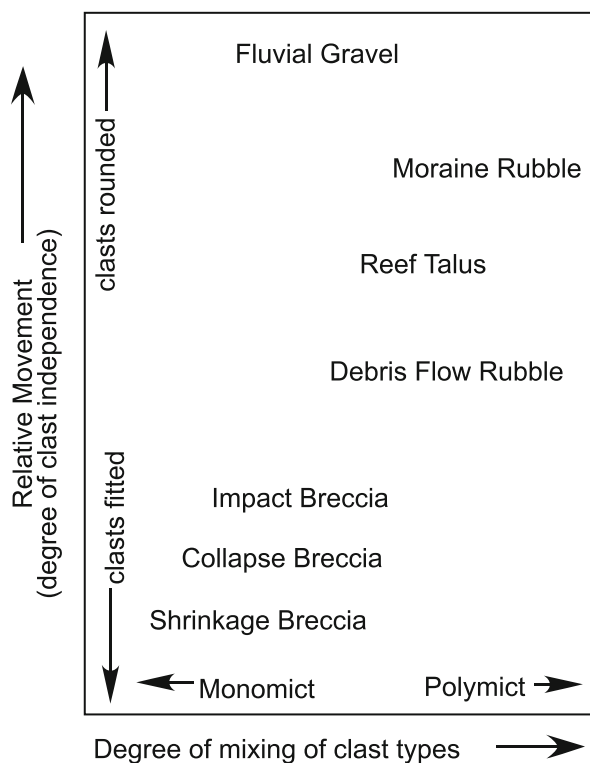 Fluvial Gravel
Moraine Rubble
Reef Talus
Debris Flow Rubble
Impact Breccia
Collapse Breccia
Shrinkage Breccia
Monomict
Polymict
clasts rounded
clasts fitted
Relative Movement
(degree of clast independence)
Degree of mixing of clast types